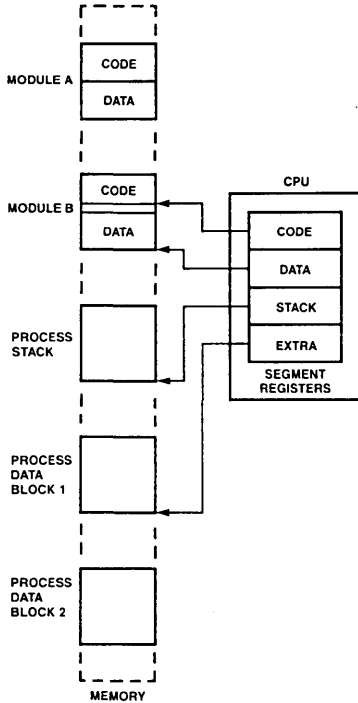 CODE
MODULE A
DATA
CODE
MODULE B
DATA
CPU
CODE
DATA
STACK
EXTRA
SEGMENT
REGISTERS
PROCESS
STACK
PROCESS
DATA
BLOCK 1
PROCESS
DATA
BLOCK 2
MEMORY